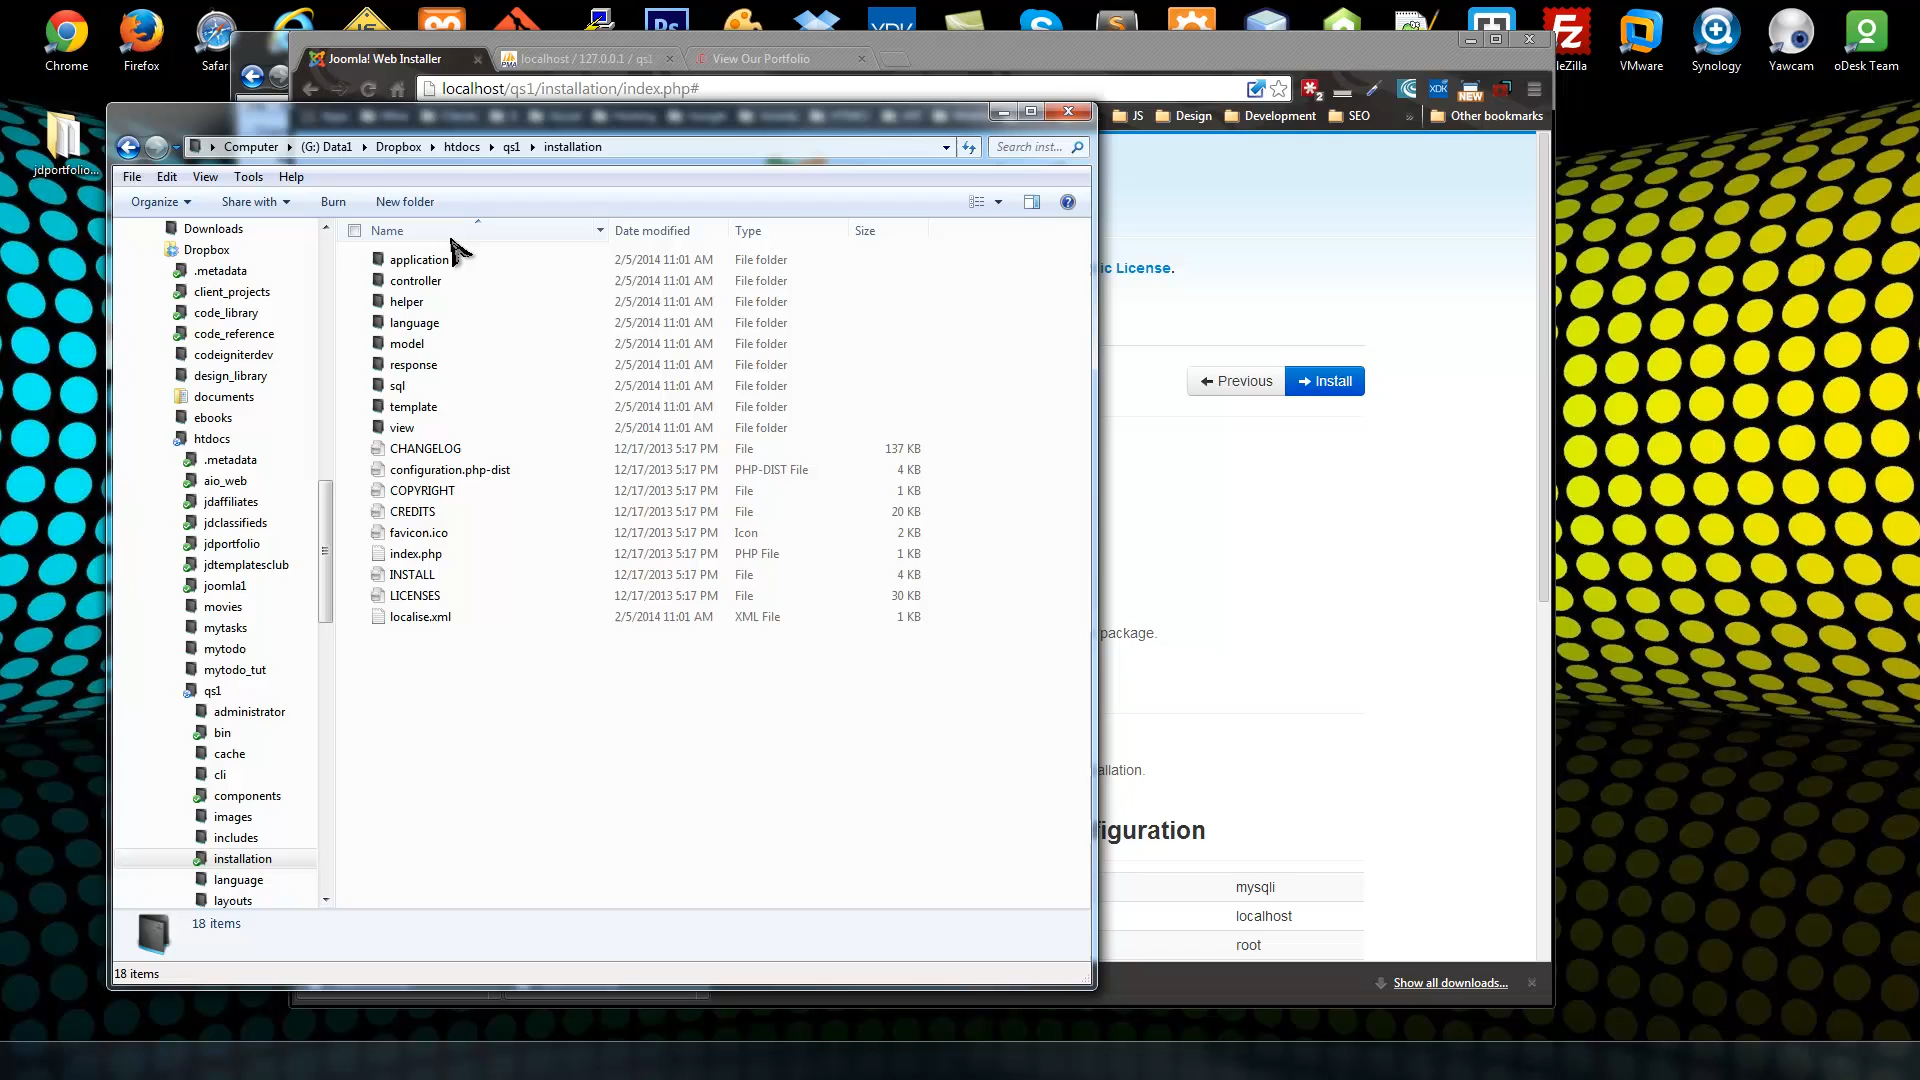 Chrome
Firefox
Safar
leZilla
VMware
Synology
Yawcam
oDesk Team
jdportfolio...
Joomla! Web Installer
localhost / 127.0.0.1 / qs1
View Our Portfolio
localhost/qs1/installation/index.php#
JS
Design
Development
SEO
»
Other bookmarks
Computer
(G:) Data1
Dropbox
htdocs
qs1
installation
Search inst...
File
Edit
View
Tools
Help
Organize
Share with
Burn
New folder
Downloads
Dropbox
.metadata
client_projects
code_library
code_reference
codeigniterdev
design_library
documents
ebooks
htdocs
.metadata
aio_web
jdaffiliates
jdclassifieds
jdportfolio
jdtemplatesclub
joomla1
movies
mytasks
mytodo
mytodo_tut
qs1
administrator
bin
cache
cli
components
images
includes
installation
language
layouts
Name Date modified Type Size
application 2/5/2014 11:01 AM File folder
controller 2/5/2014 11:01 AM File folder
helper 2/5/2014 11:01 AM File folder
language 2/5/2014 11:01 AM File folder
model 2/5/2014 11:01 AM File folder
response 2/5/2014 11:01 AM File folder
sql 2/5/2014 11:01 AM File folder
template 2/5/2014 11:01 AM File folder
view 2/5/2014 11:01 AM File folder
CHANGELOG 12/17/2013 5:17 PM File 137 KB
configuration.php-dist 12/17/2013 5:17 PM PHP-DIST File 4 KB
COPYRIGHT 12/17/2013 5:17 PM File 1 KB
CREDITS 12/17/2013 5:17 PM File 20 KB
favicon.ico 12/17/2013 5:17 PM Icon 2 KB
index.php 12/17/2013 5:17 PM PHP File 1 KB
INSTALL 12/17/2013 5:17 PM File 4 KB
LICENSES 12/17/2013 5:17 PM File 30 KB
localise.xml 2/5/2014 11:01 AM XML File 1 KB
18 items
18 items
ic License.
Previous
Install
package.
allation.
figuration
mysqli
localhost
root
Show all downloads...